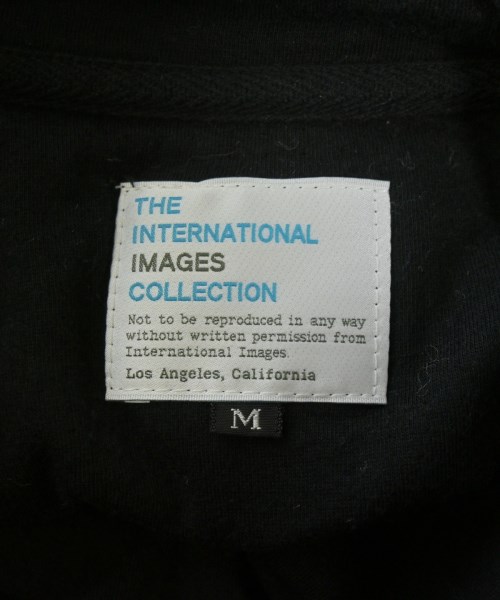 THE
INTERNATIONAL
IMAGES
COLLECTION
Not to be reproduced in any way
without written permission from
International Images.
Los Angeles, California
M